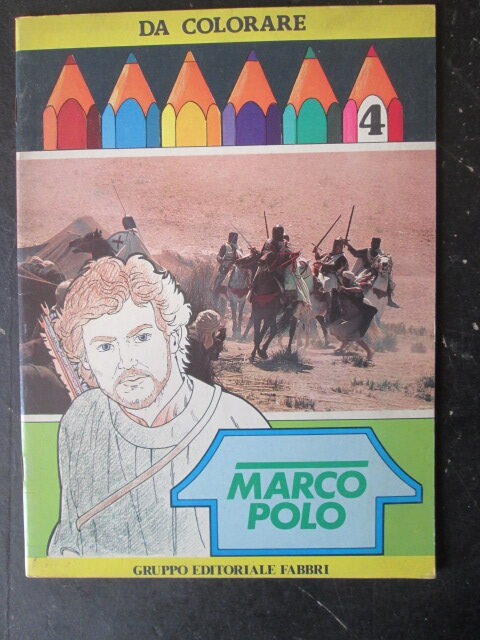 DA COLORARE
4
MARCO
POLO
GRUPPO EDITORIALE FABBRI